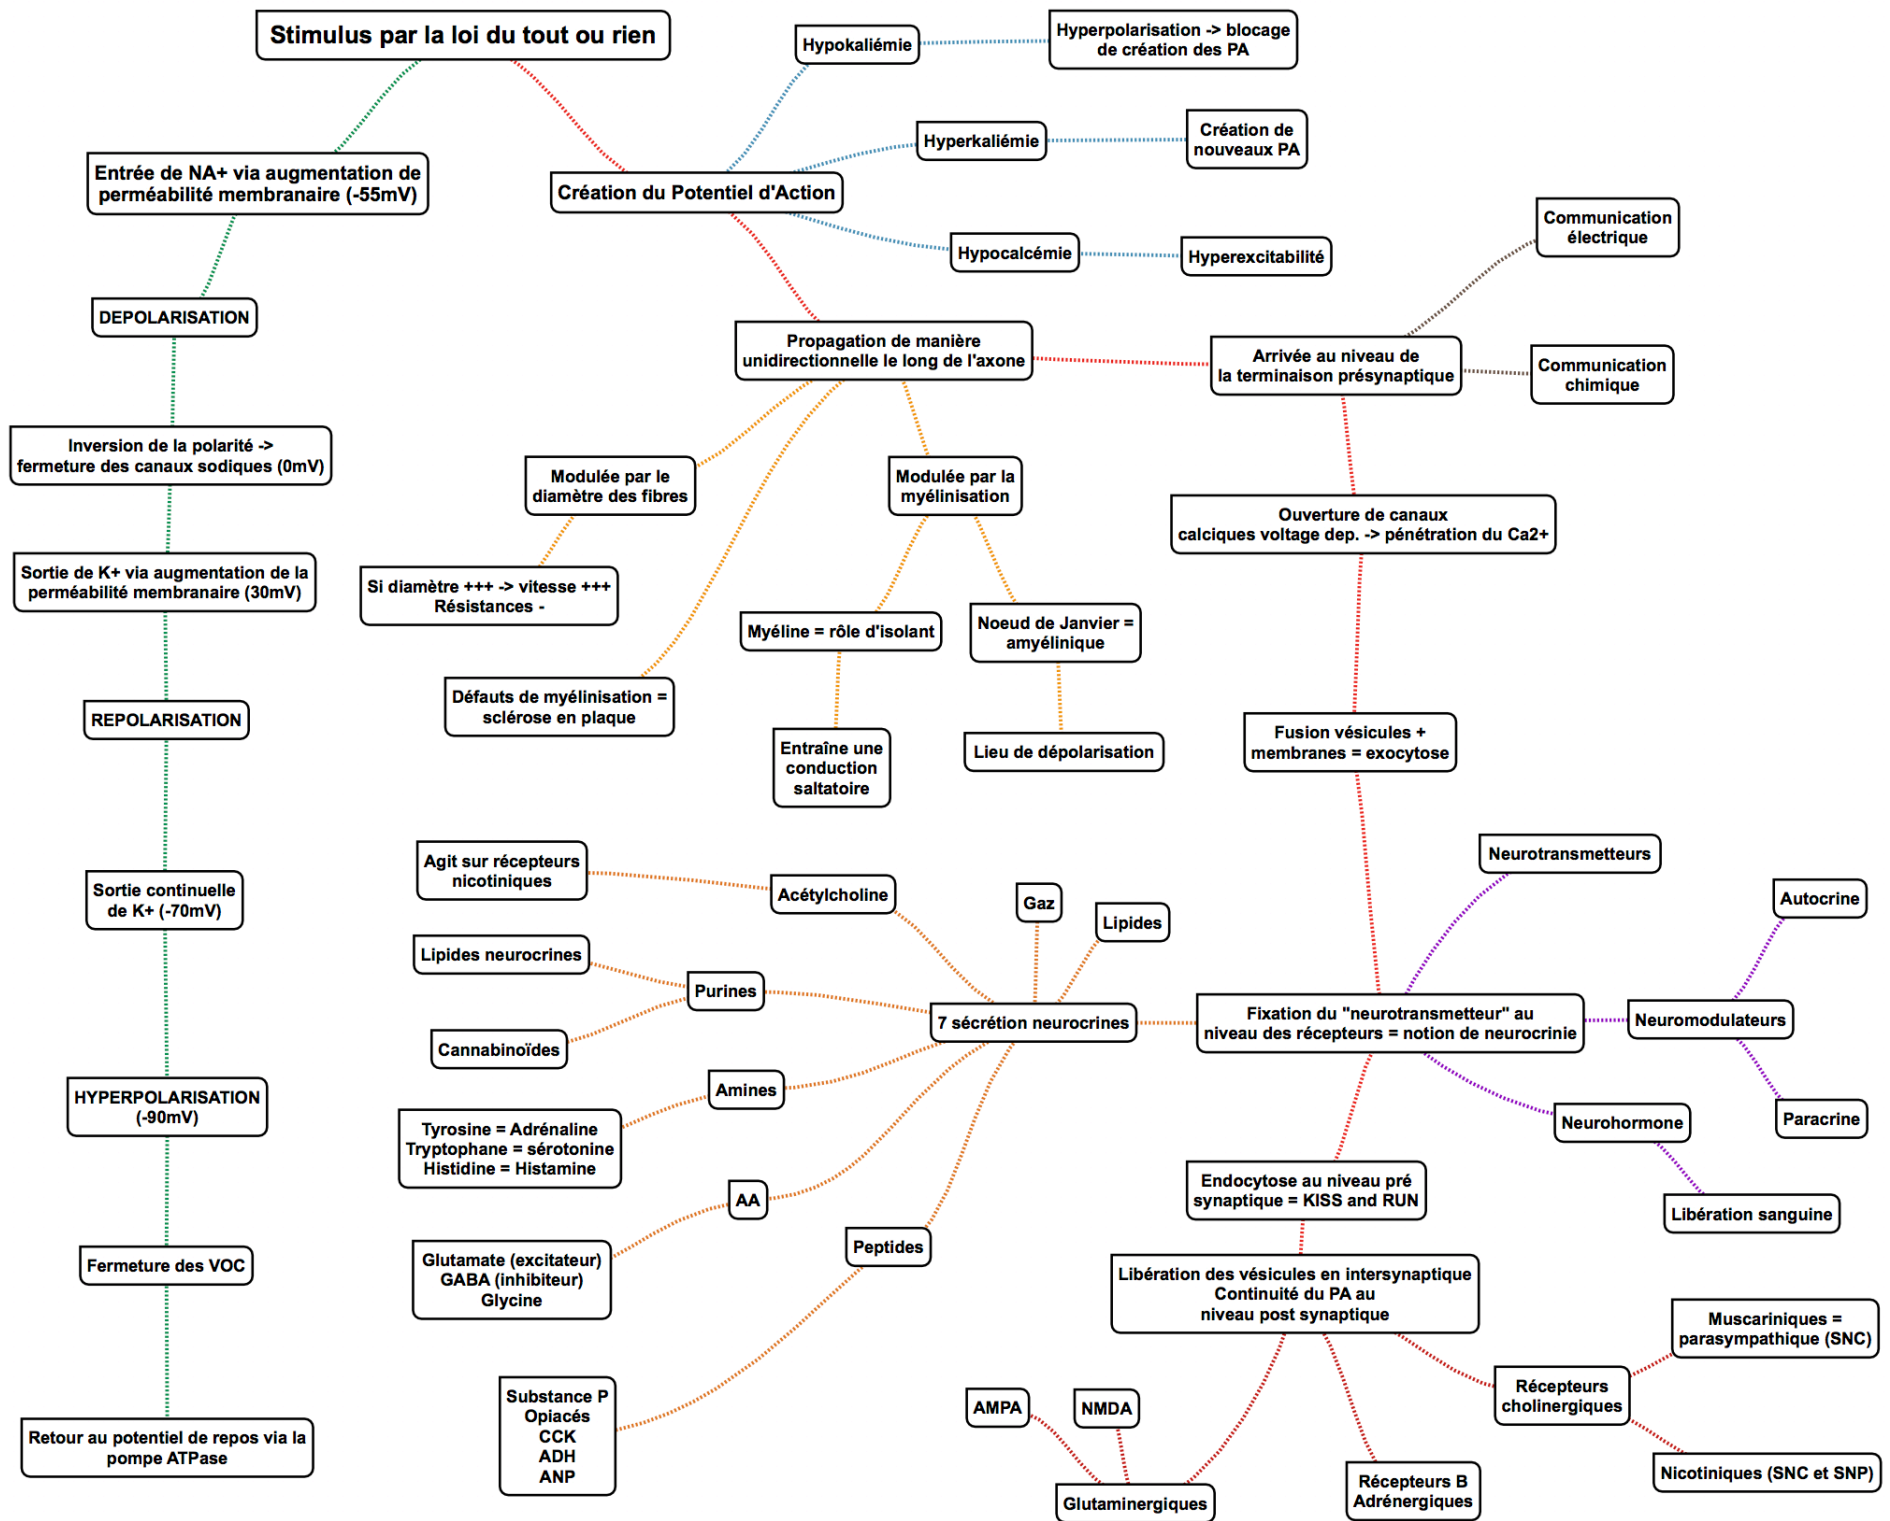 Stimulus par la loi du tout ou rien
Hypokaliémie
Hyperpolarisation -> blocage
de création des PA
Hyperkaliémie
Création de
nouveaux PA
Entrée de NA+ via augmentation de
perméabilité membranaire (-55mV)
Création du Potentiel d'Action
Hypocalcémie
Hyperexcitabilité
Communication
électrique
DEPOLARISATION
Propagation de manière
unidirectionnelle le long de l'axone
Arrivée au niveau de
la terminaison présynaptique
Communication
chimique
Inversion de la polarité ->
fermeture des canaux sodiques (0mV)
Modulée par le
diamètre des fibres
Modulée par la
myélinisation
Ouverture de canaux
calciques voltage dep. -> pénétration du Ca2+
Sortie de K+ via augmentation de la
perméabilité membranaire (30mV)
Si diamètre +++ -> vitesse +++
Résistances -
Myéline = rôle d'isolant
Noeud de Janvier =
amyélinique
Défauts de myélinisation =
sclérose en plaque
REPOLARISATION
Entraîne une
conduction
saltatoire
Lieu de dépolarisation
Fusion vésicules +
membranes = exocytose
Agit sur récepteurs
nicotiniques
Acétylcholine
Gaz
Lipides
Neurotransmetteurs
Autocrine
Sortie continuelle
de K+ (-70mV)
Lipides neurocrines
Purines
Cannabinoïdes
7 sécrétion neurocrines
Fixation du "neurotransmetteur" au
niveau des récepteurs = notion de neurocrinie
Neuromodulateurs
HYPERPOLARISATION
(-90mV)
Amines
Tyrosine = Adrénaline
Tryptophane = sérotonine
Histidine = Histamine
Neurohormone
Paracrine
AA
Endocytose au niveau pré
synaptique = KISS and RUN
Libération sanguine
Fermeture des VOC
Glutamate (excitateur)
GABA (inhibiteur)
Glycine
Peptides
Libération des vésicules en intersynaptique
Continuité du PA au
niveau post synaptique
Muscariniques =
parasympathique (SNC)
Retour au potentiel de repos via la
pompe ATPase
Substance P
Opiacés
CCK
ADH
ANP
AMPA
NMDA
Récepteurs
cholinergiques
Nicotiniques (SNC et SNP)
Glutaminergiques
Récepteurs B
Adrénergiques